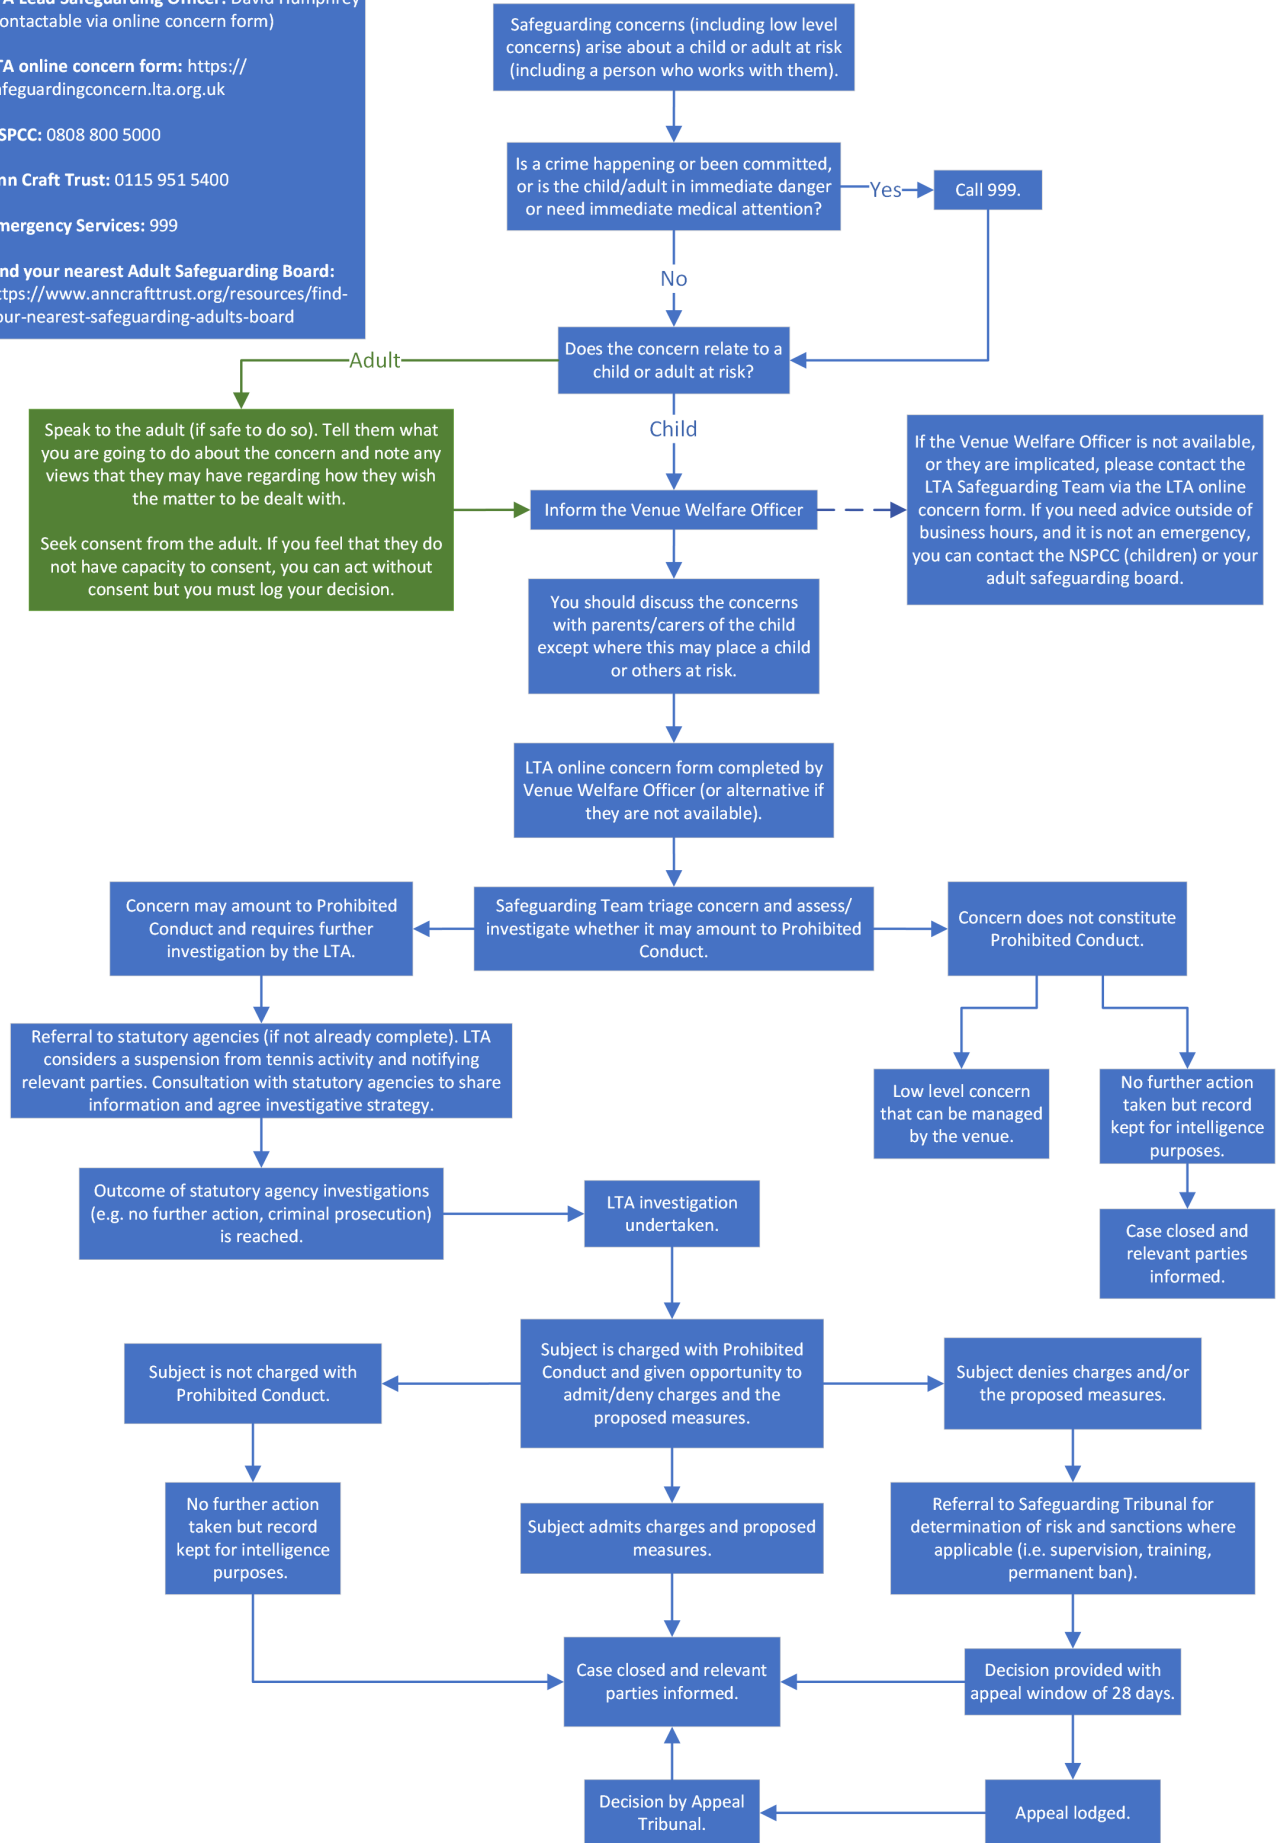 Lead Safeguarding Officer: David Humphrey
contactable via online concern form)
online concern form: https://
safeguardingconcern.lta.org.uk
NSPCC: 0808 800 5000
Ann Craft Trust: 0115 951 5400
Emergency Services: 999
Find your nearest Adult Safeguarding Board:
https://www.anncrafttrust.org/resources/find-
your-nearest-safeguarding-adults-board
Safeguarding concerns (including low level
concerns) arise about a child or adult at risk
(including a person who works with them).
Is a crime happening or been committed,
or is the child/adult in immediate danger
or need immediate medical attention?
Yes
Call 999.
No
Does the concern relate to a
child or adult at risk?
Adult
Child
Speak to the adult (if safe to do so). Tell them what
you are going to do about the concern and note any
views that they may have regarding how they wish
the matter to be dealt with.
Seek consent from the adult. If you feel that they do
not have capacity to consent, you can act without
consent but you must log your decision.
Inform the Venue Welfare Officer
If the Venue Welfare Officer is not available,
or they are implicated, please contact the
LTA Safeguarding Team via the LTA online
concern form. If you need advice outside of
business hours, and it is not an emergency,
you can contact the NSPCC (children) or your
adult safeguarding board.
You should discuss the concerns
with parents/carers of the child
except where this may place a child
or others at risk.
LTA online concern form completed by
Venue Welfare Officer (or alternative if
they are not available).
Concern may amount to Prohibited
Conduct and requires further
investigation by the LTA.
Safeguarding Team triage concern and assess/
investigate whether it may amount to Prohibited
Conduct.
Concern does not constitute
Prohibited Conduct.
Referral to statutory agencies (if not already complete). LTA
considers a suspension from tennis activity and notifying
relevant parties. Consultation with statutory agencies to share
information and agree investigative strategy.
Low level concern
that can be managed
by the venue.
No further action
taken but record
kept for intelligence
purposes.
Outcome of statutory agency investigations
(e.g. no further action, criminal prosecution)
is reached.
LTA investigation
undertaken.
Case closed and
relevant parties
informed.
Subject is not charged with
Prohibited Conduct.
Subject is charged with Prohibited
Conduct and given opportunity to
admit/deny charges and the
proposed measures.
Subject denies charges and/or
the proposed measures.
No further action
taken but record
kept for intelligence
purposes.
Subject admits charges and proposed
measures.
Referral to Safeguarding Tribunal for
determination of risk and sanctions where
applicable (i.e. supervision, training,
permanent ban).
Case closed and relevant
parties informed.
Decision provided with
appeal window of 28 days.
Decision by Appeal
Tribunal.
Appeal lodged.